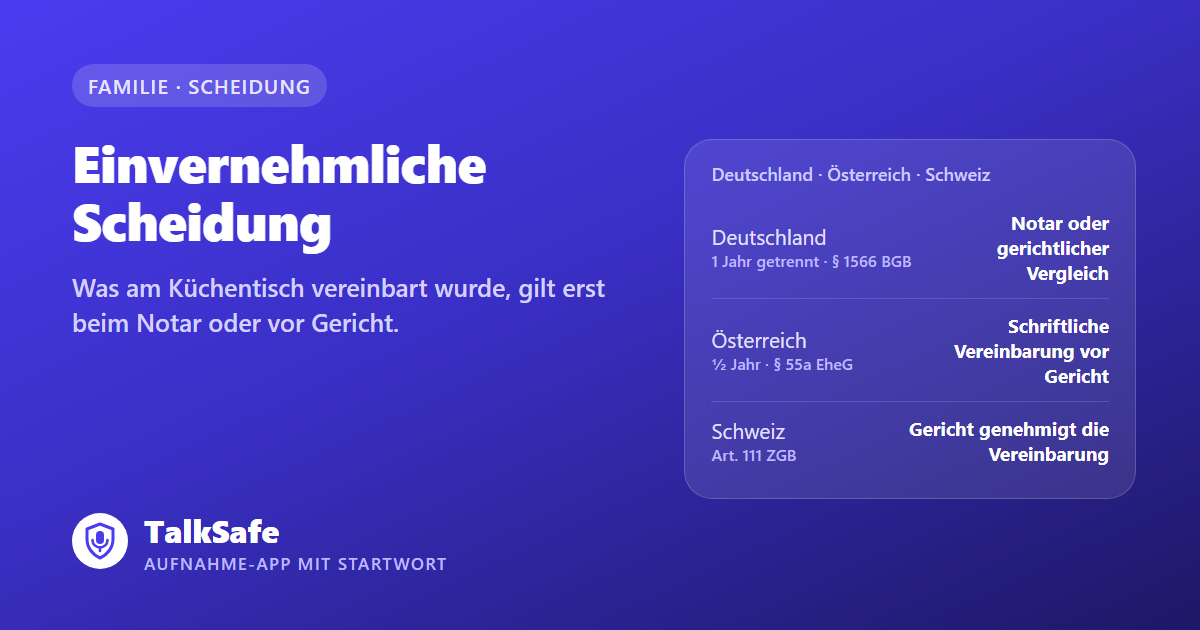 FAMILIE · SCHEIDUNG
Einvernehmliche
Scheidung
Was am Küchentisch vereinbart wurde, gilt erst
beim Notar oder vor Gericht.
Deutschland · Österreich · Schweiz
Deutschland
1 Jahr getrennt · § 1566 BGB
Notar oder
gerichtlicher
Vergleich
Österreich
½ Jahr · § 55a EheG
Schriftliche
Vereinbarung vor
Gericht
Schweiz
Art. 111 ZGB
Gericht genehmigt die
Vereinbarung
TalkSafe
AUFNAHME-APP MIT STARTWORT